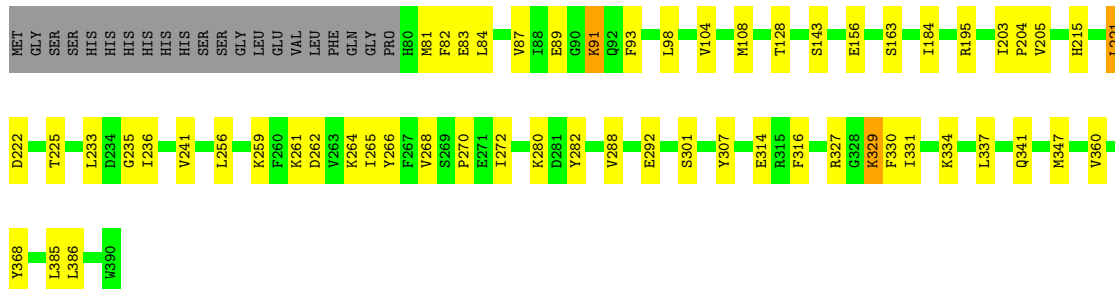 MET GLY SER SER HIS HIS HIS HIS HIS HIS SER SER GLY LEU GLU VAL LEU PHE GLN GLY PRO H80 M81 F82 E83 L84 V87 I88 E89 G90 K91 Q92 F93 L98 V104 M108 T128 S143 E156 S163 I184 R195 I203 P204 V205 H215
D222 T225 L233 D234 G235 I236 V241 L256 K259 F260 K261 D262 V263 K264 I265 Y266 F267 V268 S269 P270 E271 I272 K280 D281 Y282 V288 E292 S301 Y307 E314 R315 F316 R327 G328 K329 F330 I331 K334 L337 Q341 M347 V360
Y368 L385 L386 W390